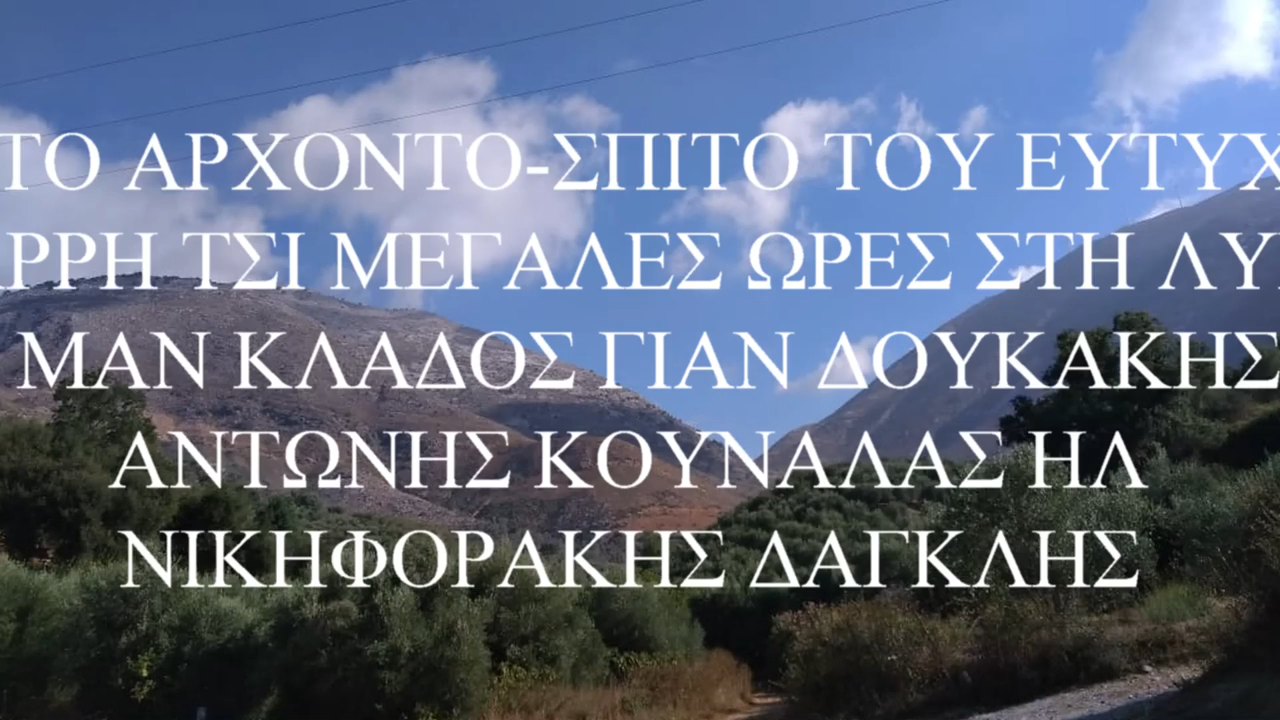 ΤΟ ΑΡΧΟΝΤΟ-ΣΠΙΤΟ ΤΟΥ ΕΥΤΥΧ
ΑΡΡΗ ΤΣΙ ΜΕΓΑΛΕΣ ΩΡΕΣ ΣΤΗ ΛΥ
ΜΑΝ ΚΛΑΔΟΣ ΓΙΑΝ ΔΟΥΚΑΚΗΣ
ΑΝΤΩΝΗΣ ΚΟΥΝΑΛΑΣ ΗΛ
ΝΙΚΗΦΟΡΑΚΗΣ ΔΑΓΚΛΗΣ